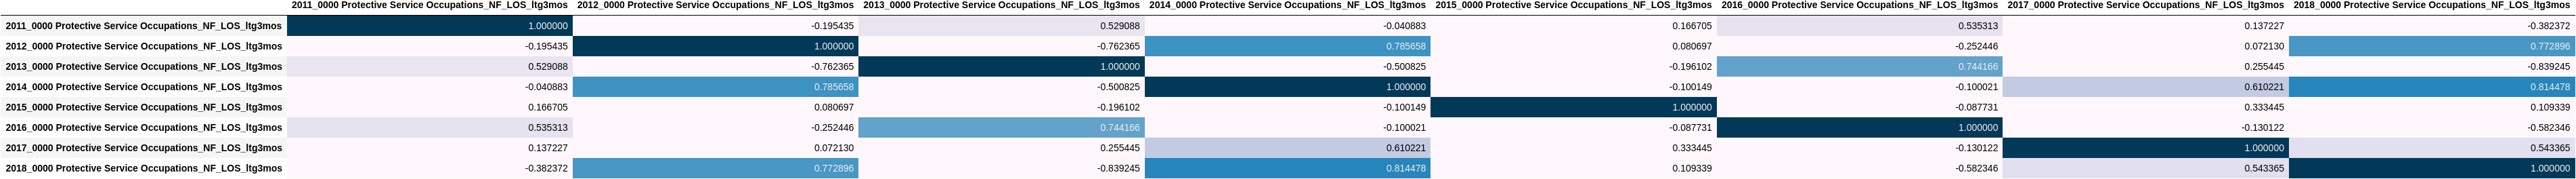 2011_0000 Protective Service Occupations_NF_LOS_ltg3mos 2012_0000 Protective Service Occupations_NF_LOS_ltg3mos 2013_0000 Protective Service Occupations_NF_LOS_ltg3mos 2014_0000 Protective Service Occupations_NF_LOS_ltg3mos 2015_0000 Protective Service Occupations_NF_LOS_ltg3mos 2016_0000 Protective Service Occupations_NF_LOS_ltg3mos 2017_0000 Protective Service Occupations_NF_LOS_ltg3mos 2018_0000 Protective Service Occupations_NF_LOS_ltg3mos
2011_0000 Protective Service Occupations_NF_LOS_ltg3mos 1.000000 -0.195435 0.529088 -0.040883 0.166705 0.535313 0.137227 -0.382372
2012_0000 Protective Service Occupations_NF_LOS_ltg3mos -0.195435 1.000000 -0.762365 0.785658 0.080697 -0.252446 0.072130 0.772896
2013_0000 Protective Service Occupations_NF_LOS_ltg3mos 0.529088 -0.762365 1.000000 -0.500825 -0.196102 0.744166 0.255445 -0.839245
2014_0000 Protective Service Occupations_NF_LOS_ltg3mos -0.040883 0.785658 -0.500825 1.000000 -0.100149 -0.100021 0.610221 0.814478
2015_0000 Protective Service Occupations_NF_LOS_ltg3mos 0.166705 0.080697 -0.196102 -0.100149 1.000000 -0.087731 0.333445 0.109339
2016_0000 Protective Service Occupations_NF_LOS_ltg3mos 0.535313 -0.252446 0.744166 -0.100021 -0.087731 1.000000 -0.130122 -0.582346
2017_0000 Protective Service Occupations_NF_LOS_ltg3mos 0.137227 0.072130 0.255445 0.610221 0.333445 -0.130122 1.000000 0.543365
2018_0000 Protective Service Occupations_NF_LOS_ltg3mos -0.382372 0.772896 -0.839245 0.814478 0.109339 -0.582346 0.543365 1.000000